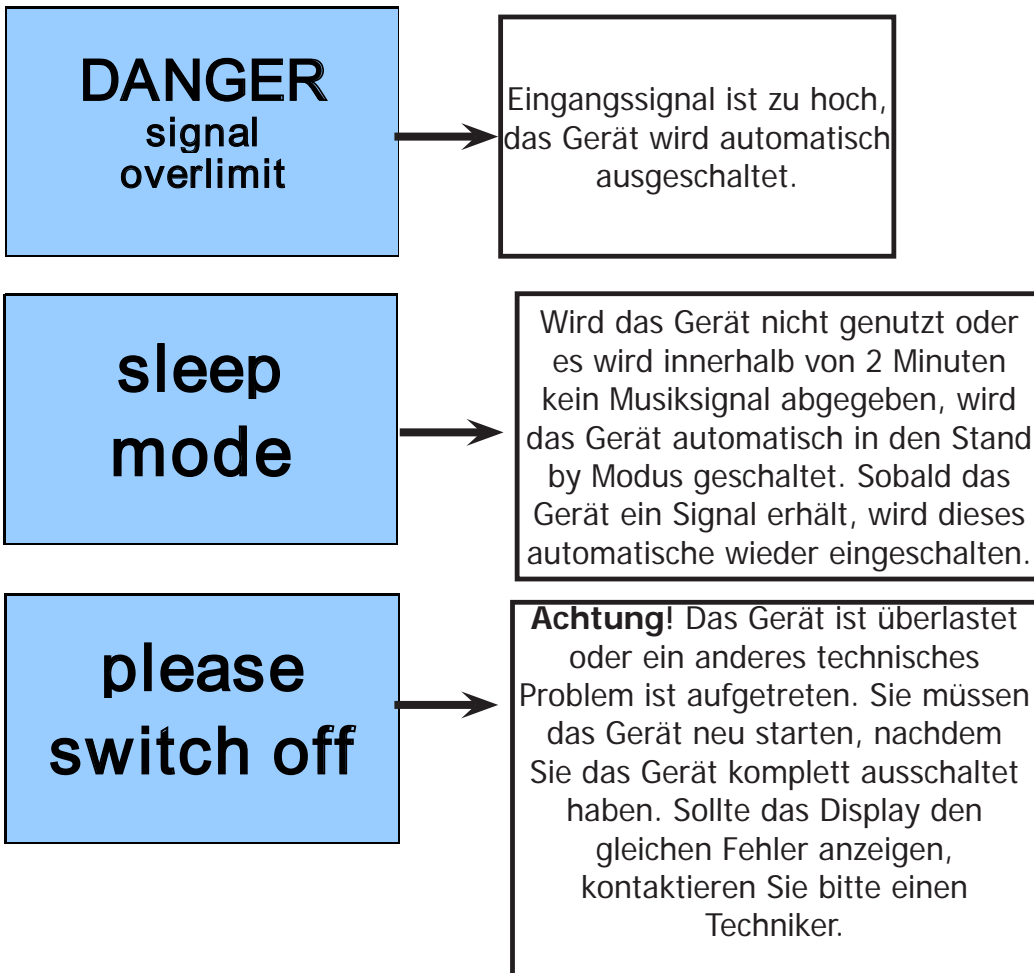 DANGER
signal
overlimit
Eingangssignal ist zu hoch,
das Gerät wird automatisch
ausgeschaltet.
sleep
mode
Wird das Gerät nicht genutzt oder
es wird innerhalb von 2 Minuten
kein Musiksignal abgegeben, wird
das Gerät automatisch in den Stand
by Modus geschaltet. Sobald das
Gerät ein Signal erhält, wird dieses
automatische wieder eingeschalten.
please
switch off
Achtung! Das Gerät ist überlastet
oder ein anderes technisches
Problem ist aufgetreten. Sie müssen
das Gerät neu starten, nachdem
Sie das Gerät komplett ausschaltet
haben. Sollte das Display den
gleichen Fehler anzeigen,
kontaktieren Sie bitte einen
Techniker.